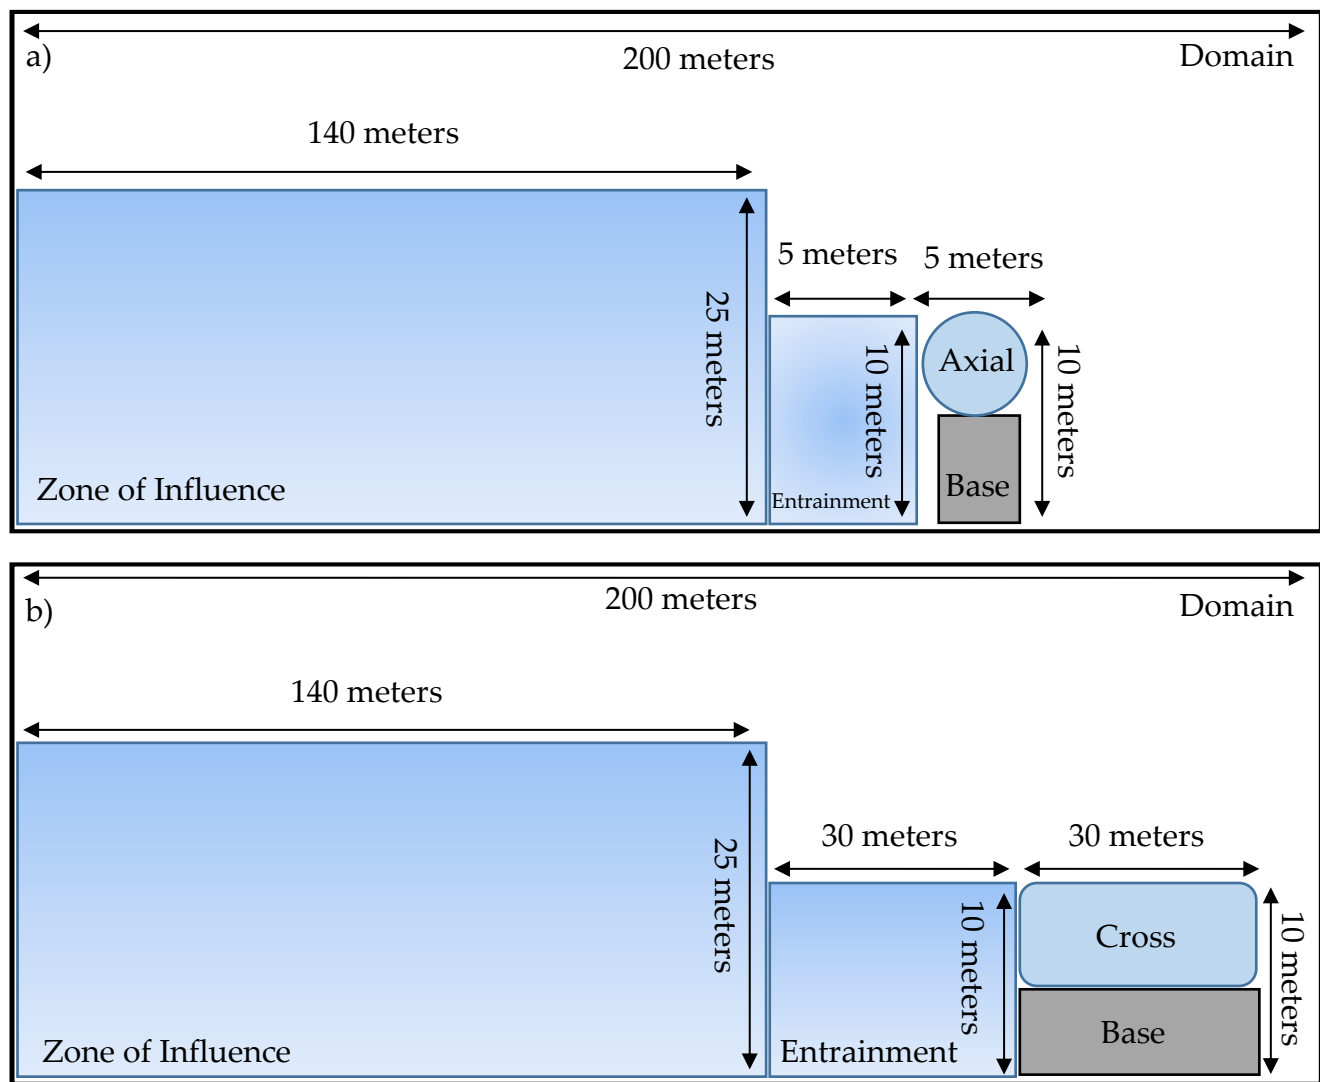 a)
200 meters
Domain
140 meters
25 meters
5 meters
5 meters
10 meters
Axial
10 meters
Base
Entrainment
Zone of Influence
b)
200 meters
Domain
140 meters
25 meters
30 meters
30 meters
10 meters
Cross
10 meters
Base
Entrainment
Zone of Influence